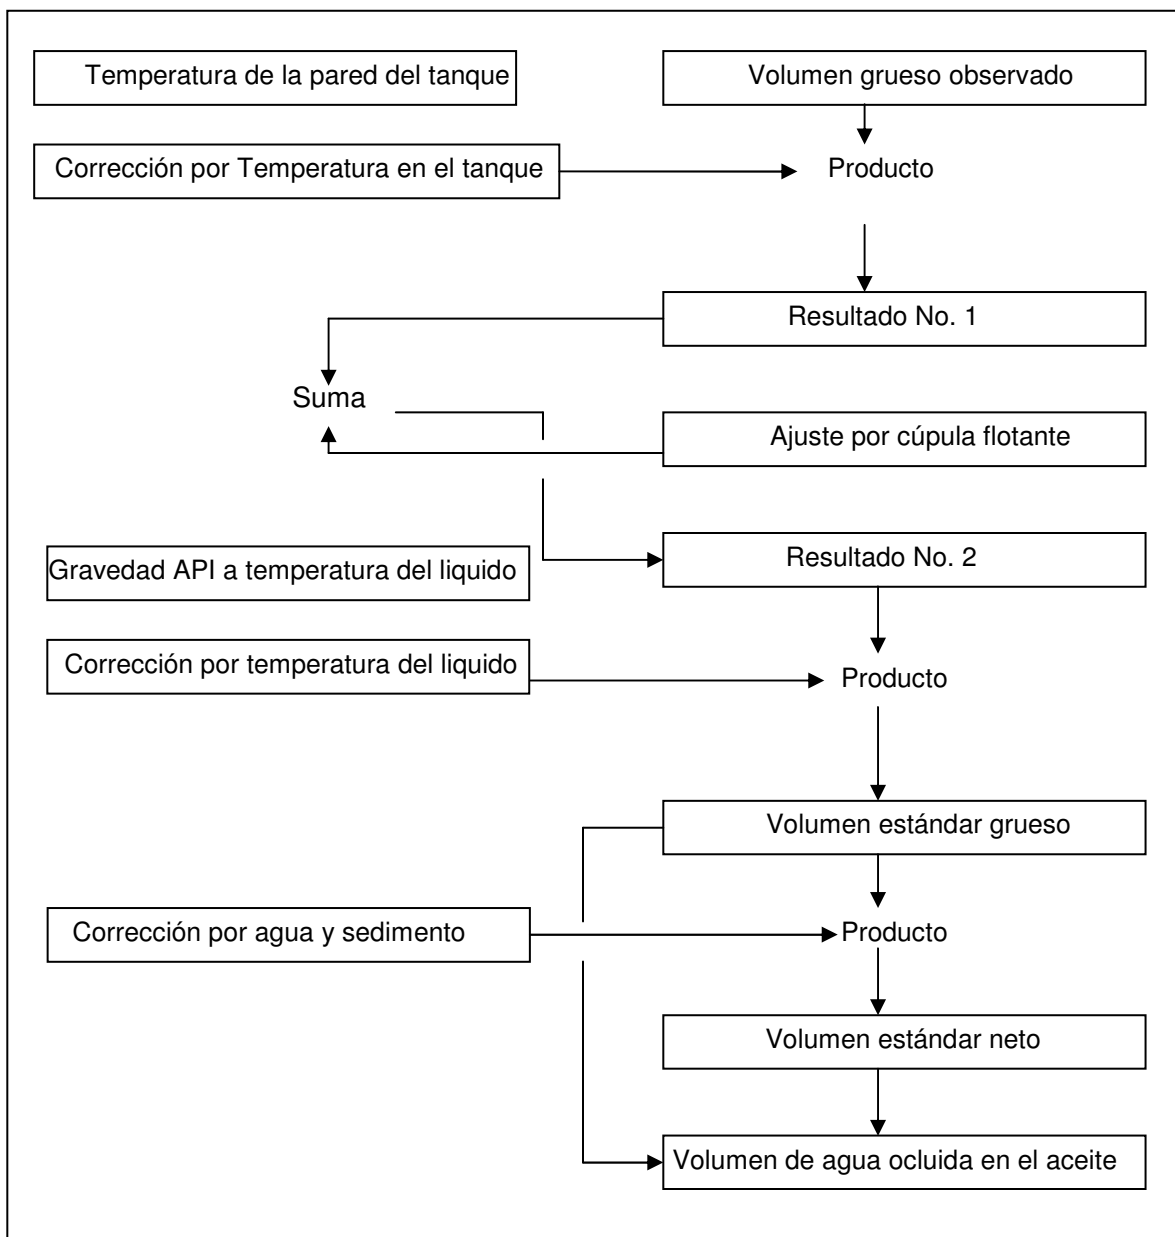 Temperatura de la pared del tanque
Volumen grueso observado
Corrección por Temperatura en el tanque
Producto
Resultado No. 1
Suma
Ajuste por cúpula flotante
Gravedad API a temperatura del liquido
Resultado No. 2
Corrección por temperatura del liquido
Producto
Volumen estándar grueso
Corrección por agua y sedimento
Producto
Volumen estándar neto
Volumen de agua ocluida en el aceite